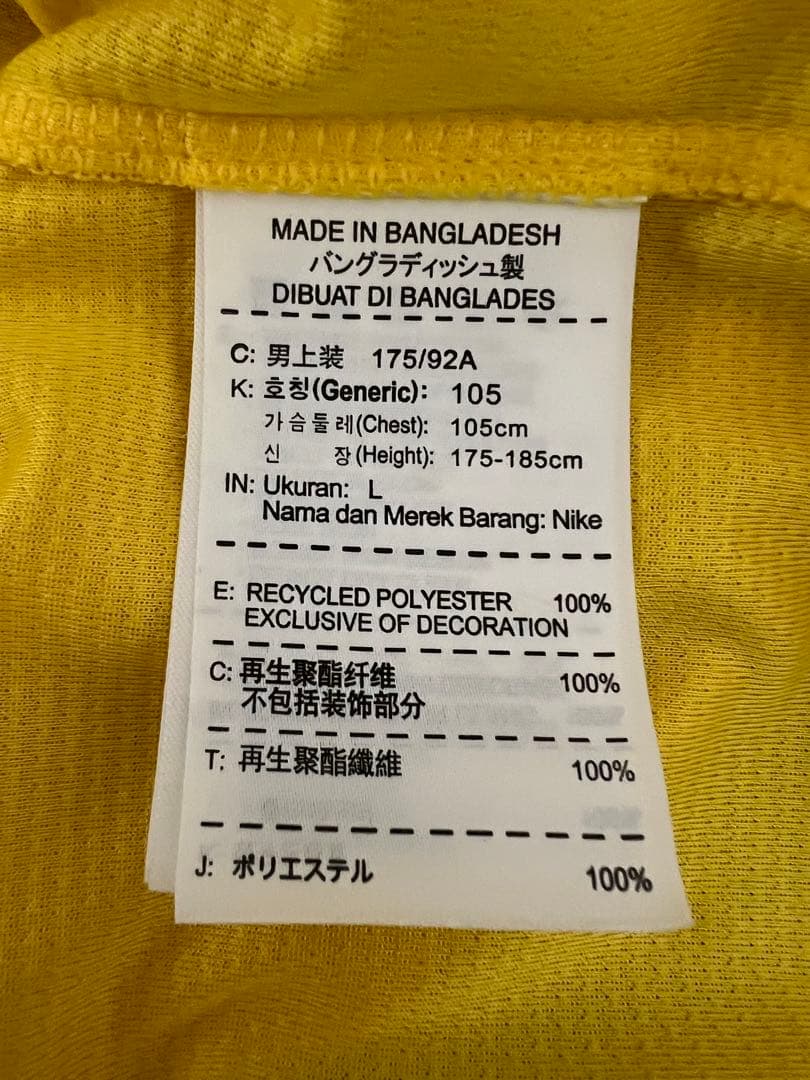 MADE IN BANGLADESH
バングラディッシュ製
DIBUAT DI BANGLADES
C: 男上装 175/92A
K: 호칭(Generic): 105
가슴둘레(Chest): 105cm
신 장(Height): 175-185cm
IN: Ukuran: L
Nama dan Merek Barang: Nike
E: RECYCLED POLYESTER 100%
EXCLUSIVE OF DECORATION
C: 再生聚酯纤维 100%
不包括装饰部分
T: 再生聚酯纖維 100%
J: ポリエステル 100%